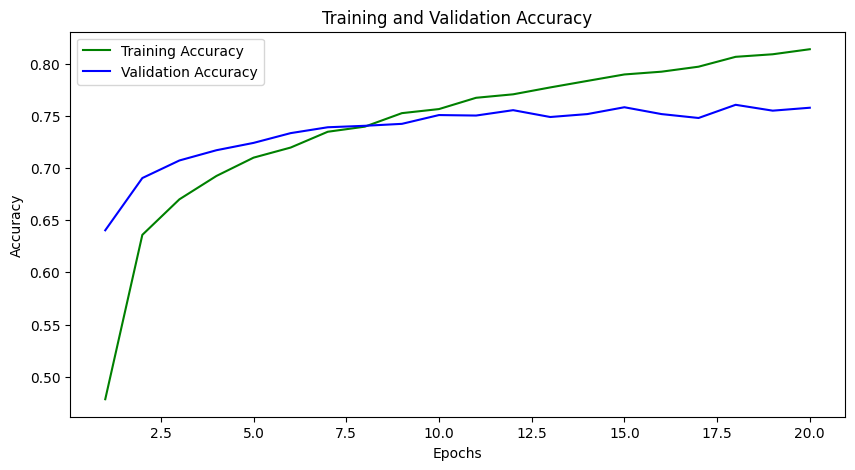 Training and Validation Accuracy
Training Accuracy
Validation Accuracy
Accuracy
0.80
0.75
0.70
0.65
0.60
0.55
0.50
2.5 5.0 7.5 10.0 12.5 15.0 17.5 20.0
Epochs